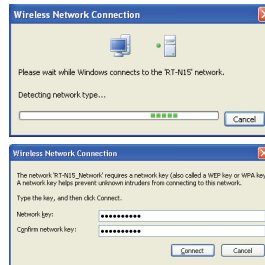 Wireless Network Connection
Please wait while Windows connects to the 'RT-N15' network.
Detecting network type...
Cancel
Wireless Network Connection
The network 'RT-N15_Network' requires a network key (also called a WEP key or WPA key
A network key helps prevent unknown intruders from connecting to this network.
Type the key, and then click Connect.
Network key:
Confirm network key:
Connect
Cancel